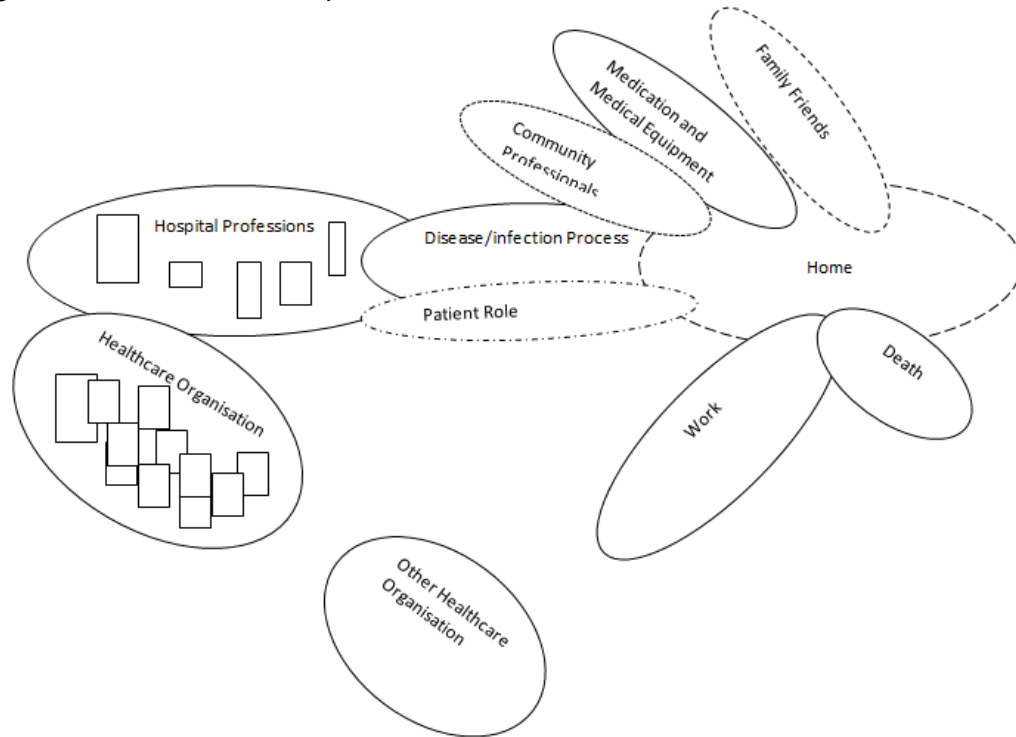 Family Friends
Medication and
Medical Equipment
Community
Professionals
Hospital Professions
Disease/infection Process
Home
Patient Role
Healthcare Organisation
Death
Work
Other Healthcare
Organisation